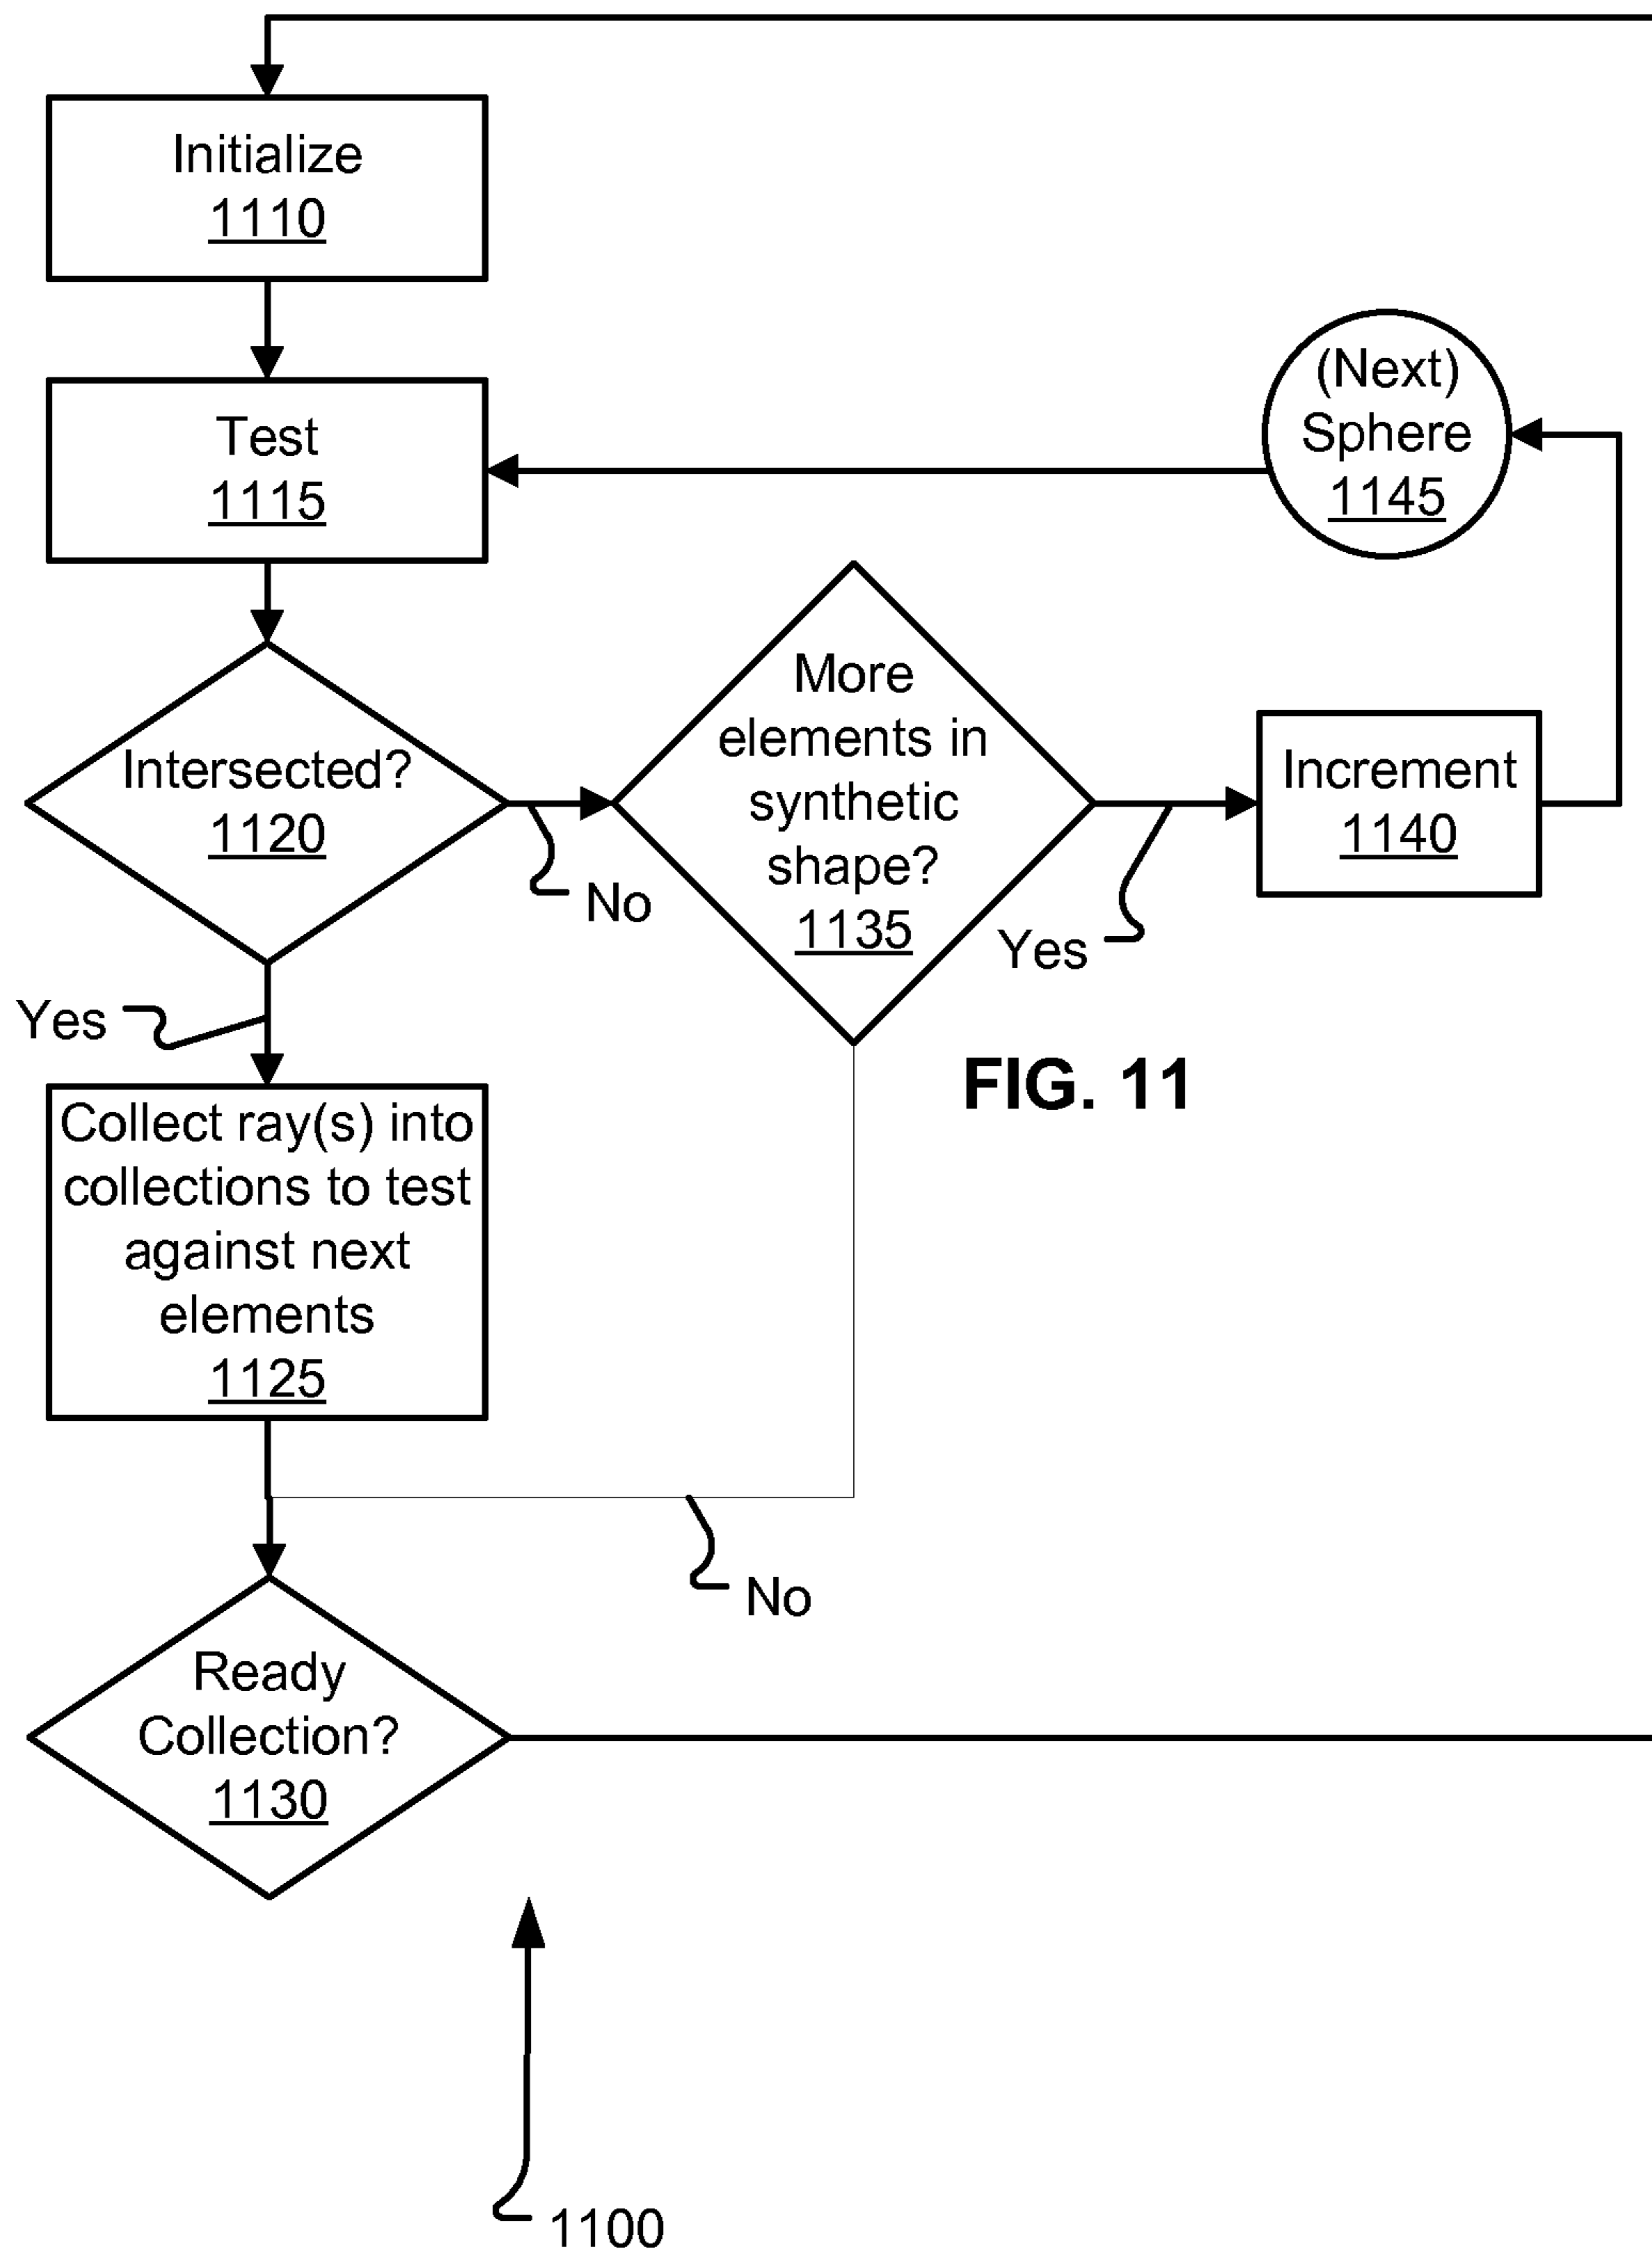 Initialize
1110
Test
1115
(Next)
Sphere
1145
Intersected?
1120
No
More
elements in
synthetic
shape?
1135
Yes
Increment
1140
Yes
FIG. 11
Collect ray(s) into
collections to test
against next
elements
1125
No
Ready
Collection?
1130
1100